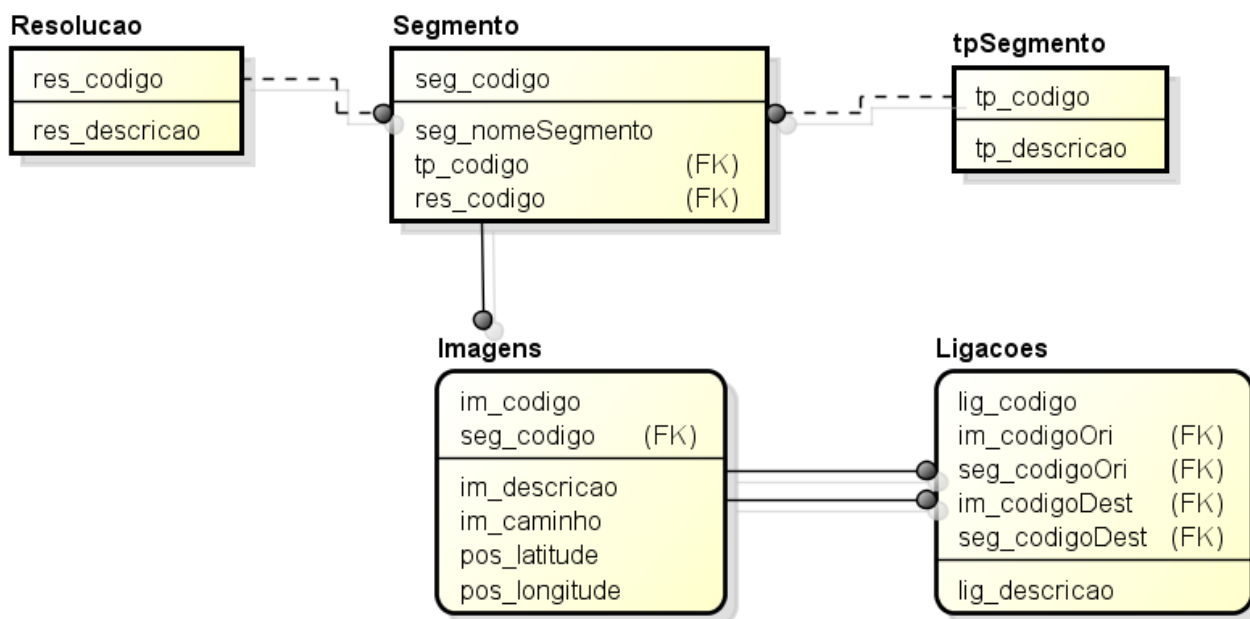 Resolucao
res_codigo
res_descricao
Segmento
seg_codigo
seg_nomeSegmento
tp_codigo (FK)
res_codigo (FK)
tpSegmento
tp_codigo
tp_descricao
Imagens
im_codigo
seg_codigo (FK)
im_descricao
im_caminho
pos_latitude
pos_longitude
Ligacoes
lig_codigo
im_codigoOri (FK)
seg_codigoOri (FK)
im_codigoDest (FK)
seg_codigoDest (FK)
lig_descricao